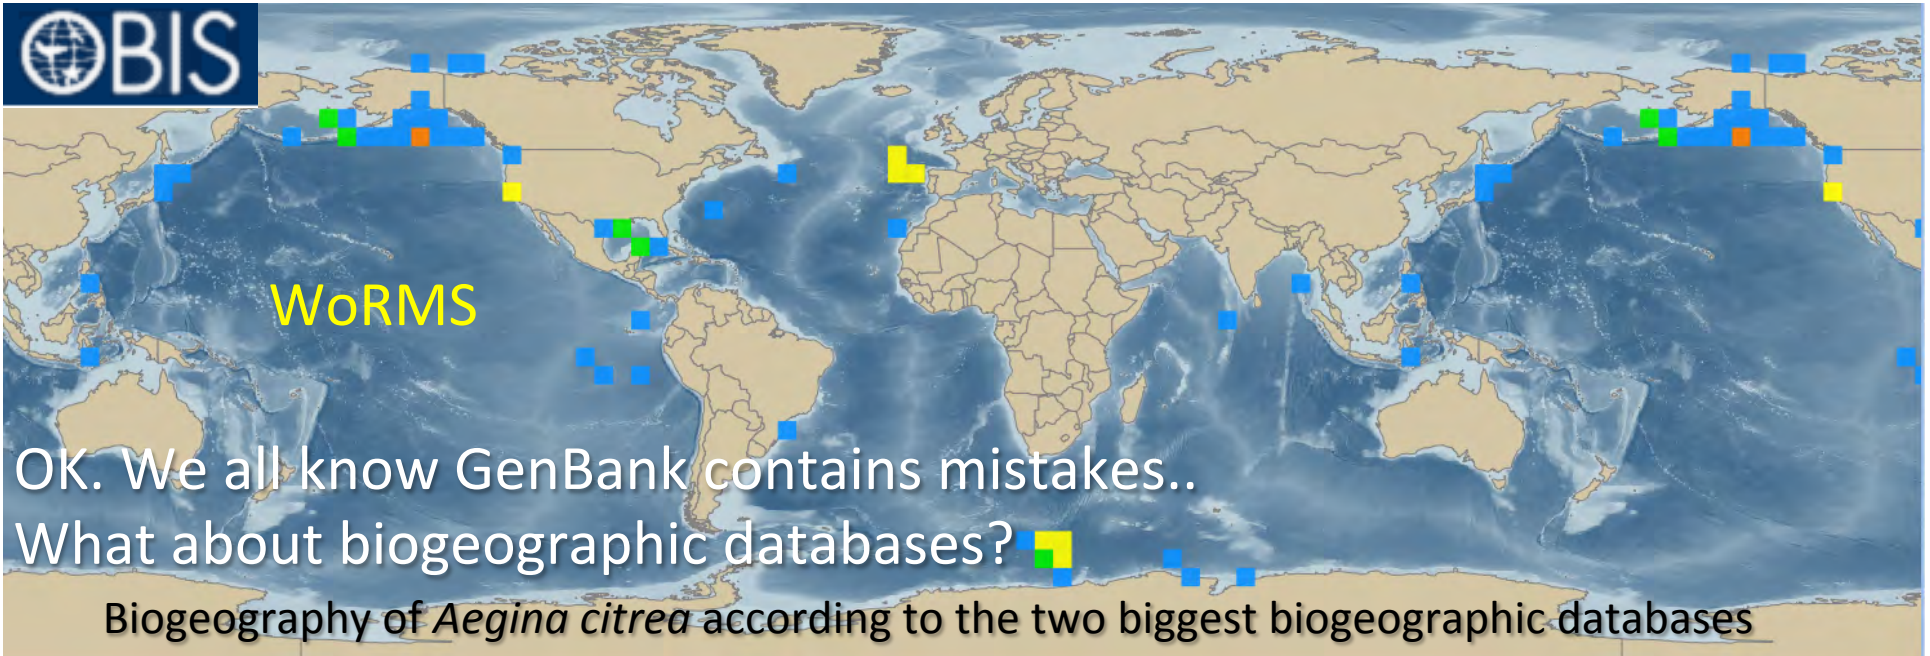 OBIS
WoRMS
OK. We all know GenBank contains mistakes..
What about biogeographic databases?
Biogeography of Aegina citrea according to the two biggest biogeographic databases